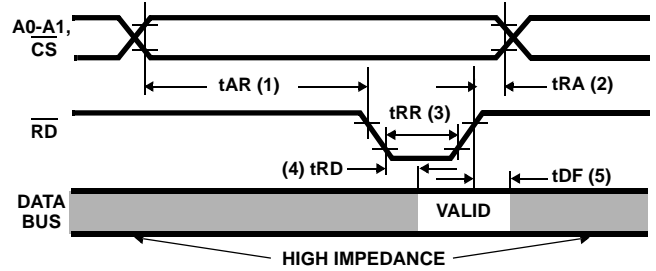 A0-A1,
CS
tAR (1)
tRA (2)
RD
tRR (3)
(4) tRD
tDF (5)
DATA
BUS
VALID
HIGH IMPEDANCE